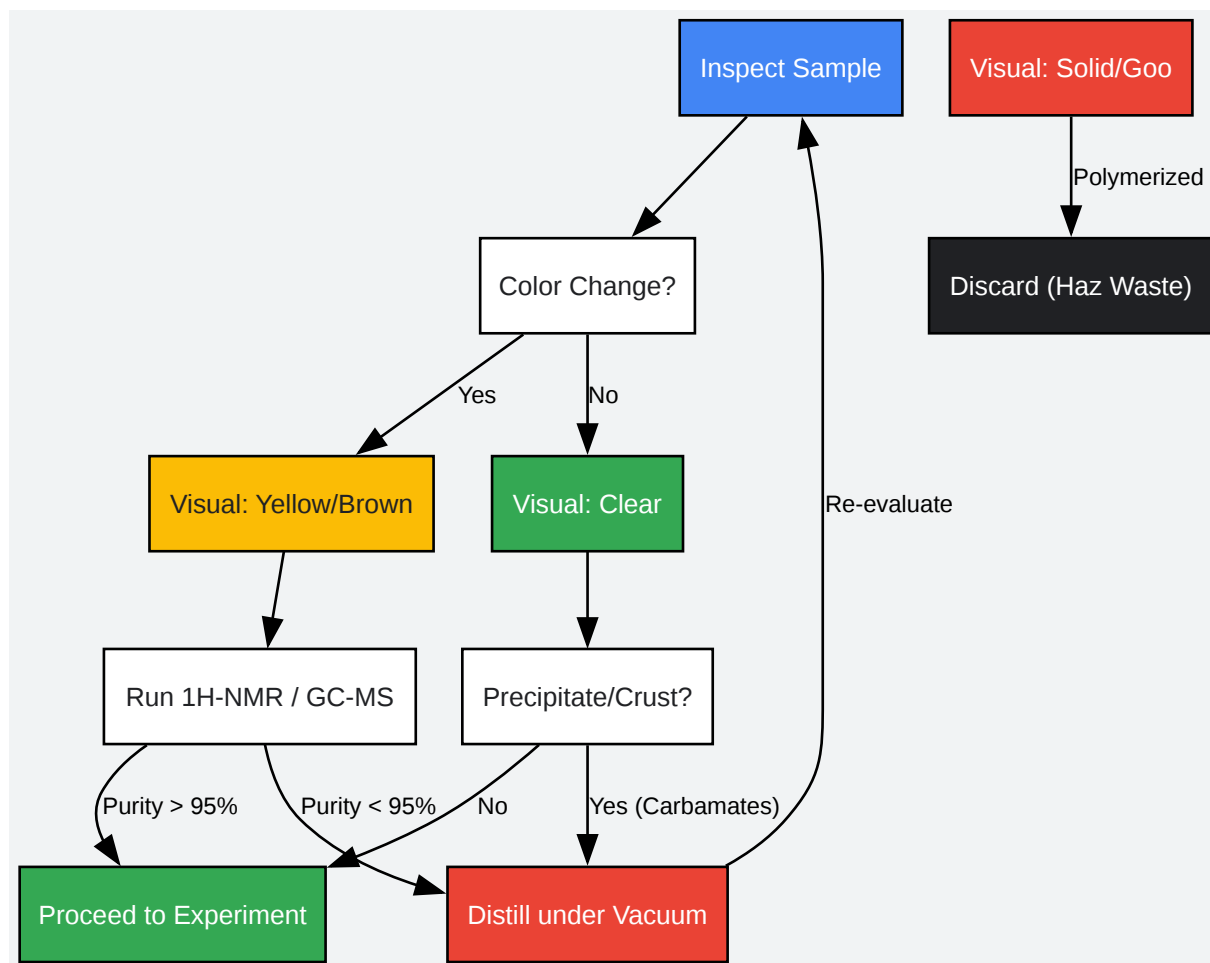 Inspect Sample
Visual: Solid/Goo
Polymerized
Color Change?
Discard (Haz Waste)
Yes
No
Visual: Yellow/Brown
Visual: Clear
Re-evaluate
Run 1H-NMR / GC-MS
Precipitate/Crust?
Purity > 95%
Purity < 95%
No
Yes (Carbamates)
Proceed to Experiment
Distill under Vacuum